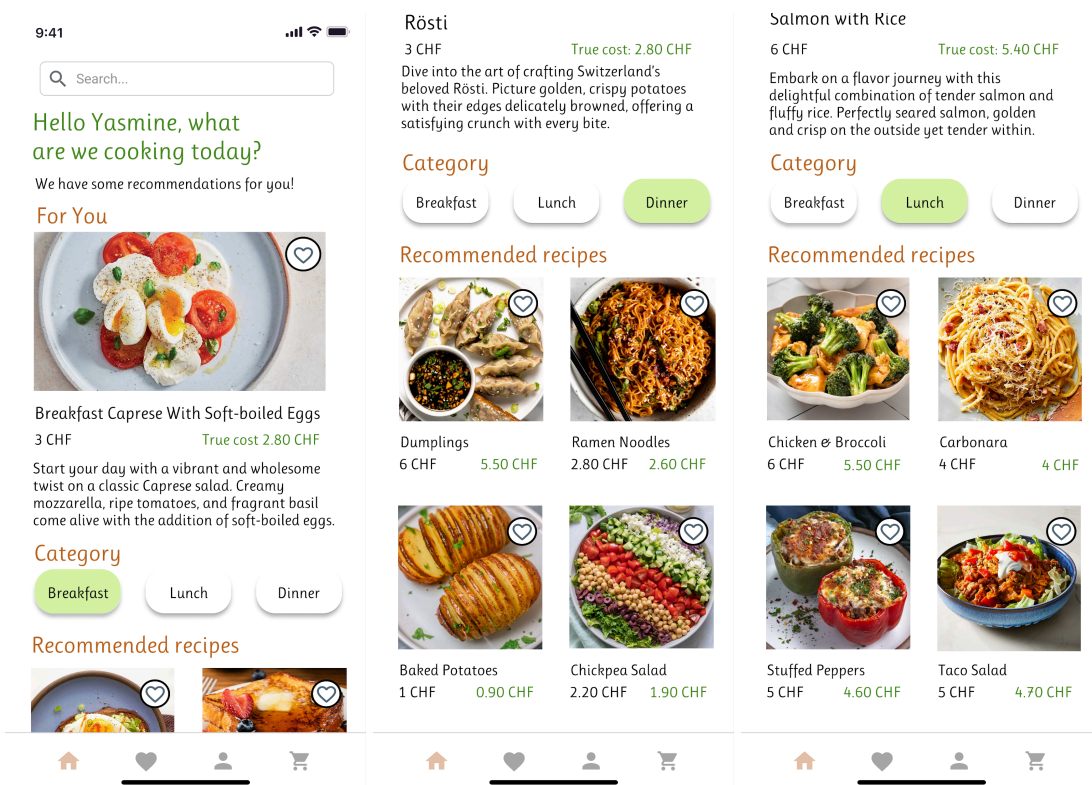 9:41
Search...
Hello Yasmine, what
are we cooking today?
We have some recommendations for you!
For You
Breakfast Caprese With Soft-boiled Eggs
3 CHF
True cost 2.80 CHF
Start your day with a vibrant and wholesome
twist on a classic Caprese salad. Creamy
mozzarella, ripe tomatoes, and fragrant basil
come alive with the addition of soft-boiled eggs.
Category
Breakfast
Lunch
Dinner
Recommended recipes
Rösti
3 CHF
True cost: 2.80 CHF
Dive into the art of crafting Switzerland's
beloved Rösti. Picture golden, crispy potatoes
with their edges delicately browned, offering a
satisfying crunch with every bite.
Category
Breakfast
Lunch
Dinner
Recommended recipes
Dumplings
6 CHF
5.50 CHF
Ramen Noodles
2.80 CHF
2.60 CHF
Baked Potatoes
1 CHF
0.90 CHF
Chickpea Salad
2.20 CHF
1.90 CHF
Salmon with Rice
6 CHF
True cost: 5.40 CHF
Embark on a flavor journey with this
delightful combination of tender salmon and
fluffy rice. Perfectly seared salmon, golden
and crisp on the outside yet tender within.
Category
Breakfast
Lunch
Dinner
Recommended recipes
Chicken & Broccoli
6 CHF
5.50 CHF
Carbonara
4 CHF
4 CHF
Stuffed Peppers
5 CHF
4.60 CHF
Taco Salad
5 CHF
4.70 CHF